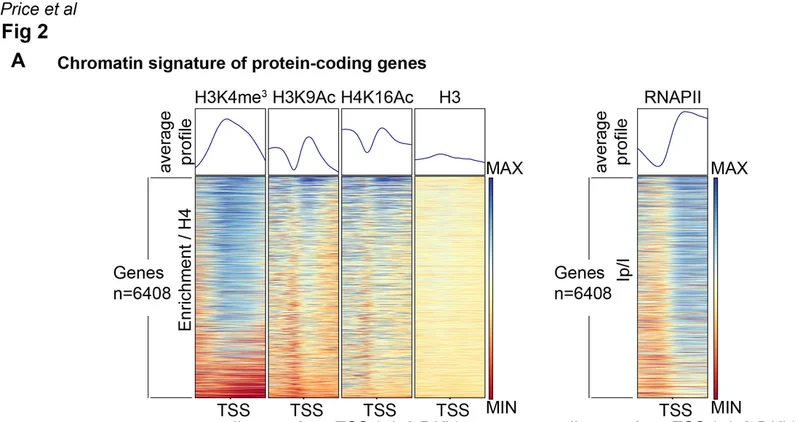 Price et al
Fig 2
A Chromatin signature of protein-coding genes
H3K4me³ H3K9Ac H4K16Ac H3 RNAPII
average profile
average profile
MAX
MAX
Enrichment / H4
Ip/I
Genes
n=6408
Genes
n=6408
MIN
MIN
TSS TSS TSS TSS TSS